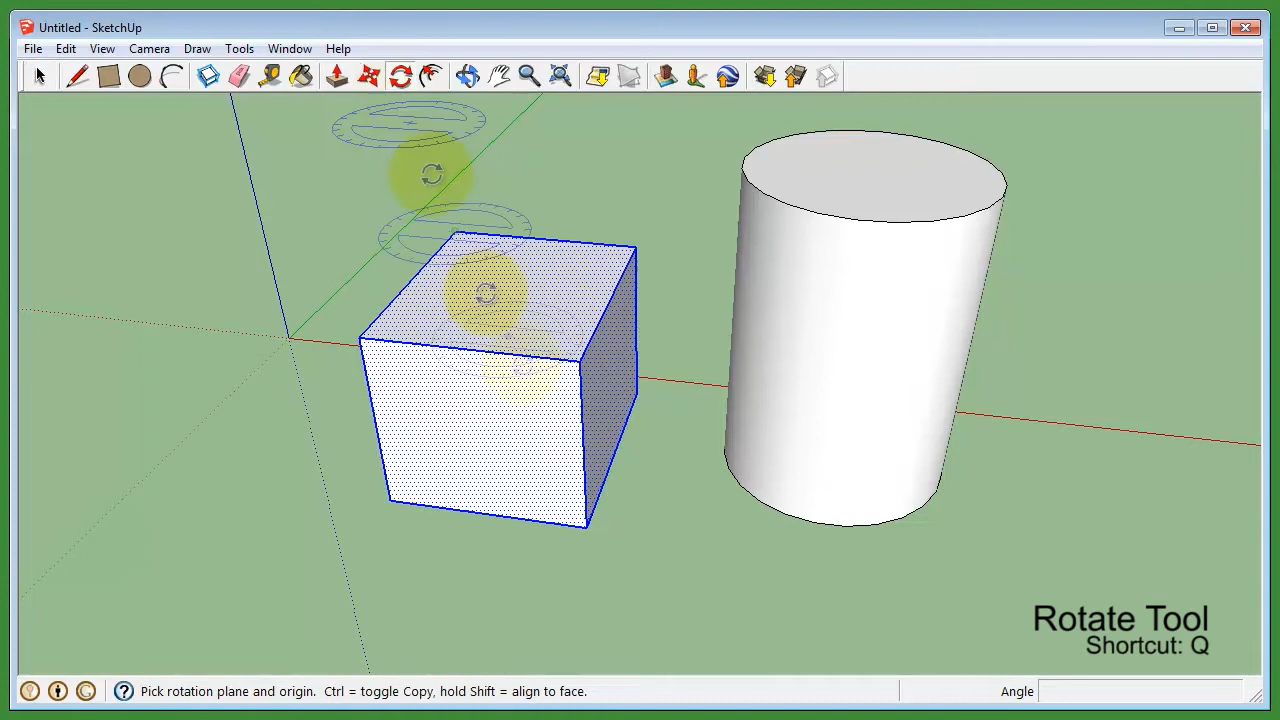 Untitled - SketchUp
File Edit View Camera Draw Tools Window Help
Rotate Tool
Shortcut: Q
Pick rotation plane and origin. Ctrl = toggle Copy, hold Shift = align to face. Angle